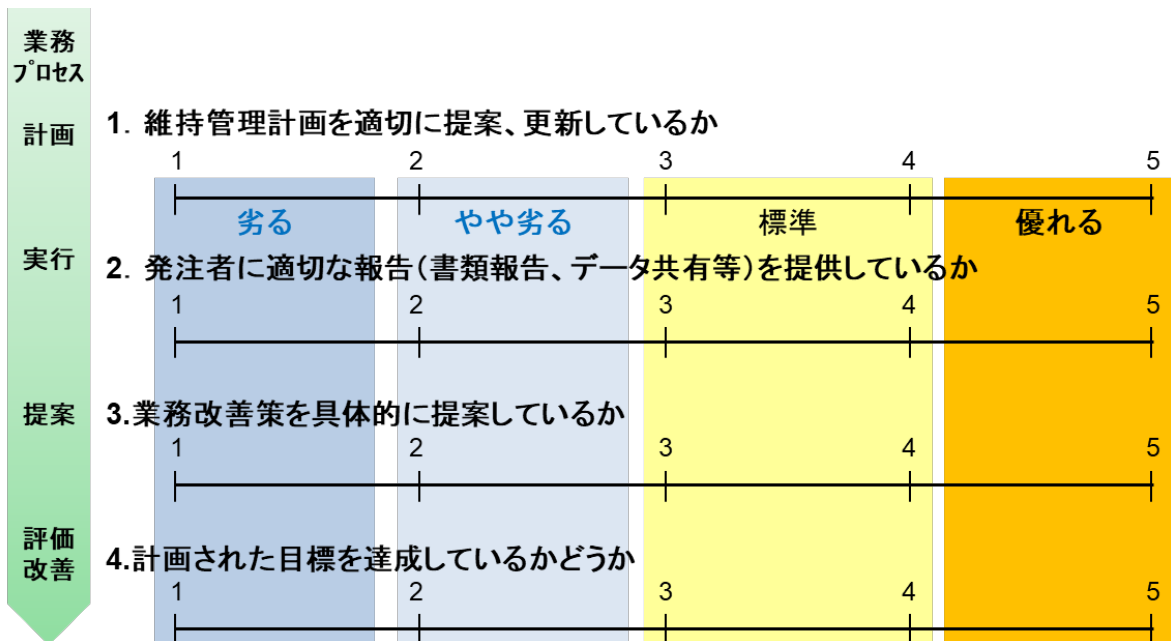 業務
プロセス
計画
1. 維持管理計画を適切に提案、更新しているか
1 2 3 4 5
劣る やや劣る 標準 優れる
実行
2. 発注者に適切な報告(書類報告、データ共有等)を提供しているか
1 2 3 4 5
提案
3.業務改善策を具体的に提案しているか
1 2 3 4 5
評価
改善
4.計画された目標を達成しているかどうか
1 2 3 4 5